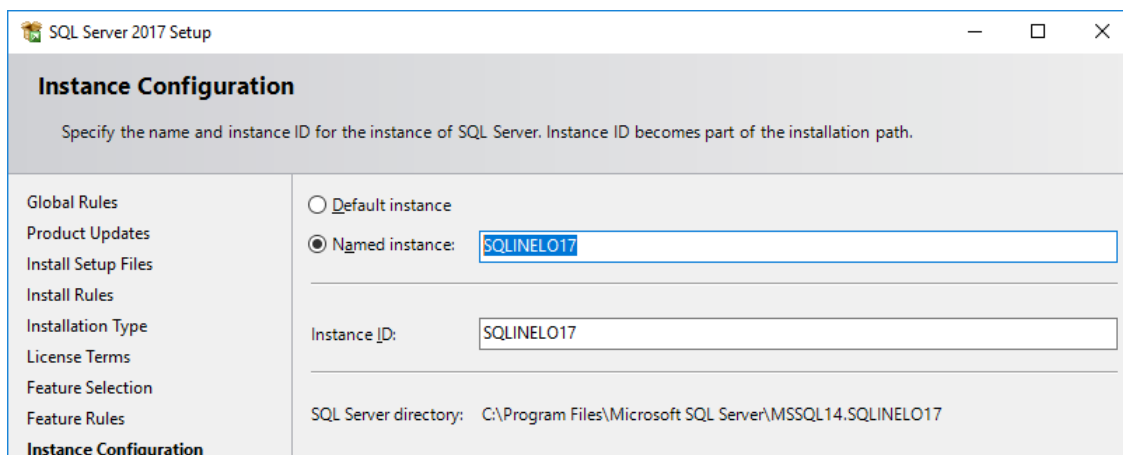 SQL Server 2017 Setup
Instance Configuration
Specify the name and instance ID for the instance of SQL Server. Instance ID becomes part of the installation path.
Global Rules
Product Updates
Install Setup Files
Install Rules
Installation Type
License Terms
Feature Selection
Feature Rules
Instance Configuration
Default instance
Named instance: SQLINELO17
Instance ID: SQLINELO17
SQL Server directory: C:\Program Files\Microsoft SQL Server\MSSQL14.SQLINELO17